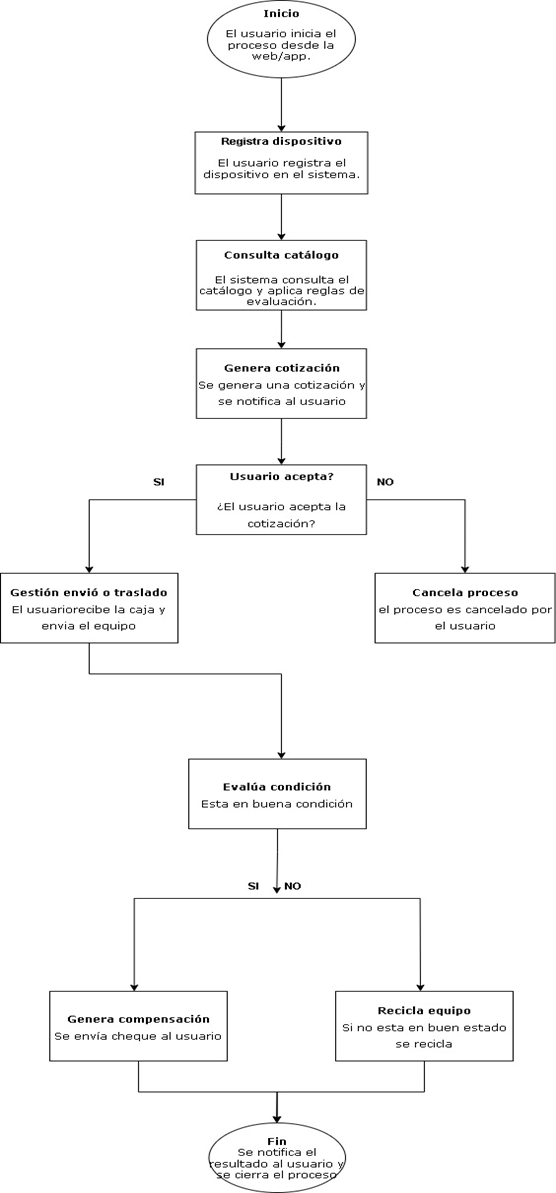 Inicio
El usuario inicia el
proceso desde la
web/app.
Registra dispositivo
El usuario registra el
dispositivo en el sistema.
Consulta catálogo
El sistema consulta el
catálogo y aplica reglas de
evaluación.
Genera cotización
Se genera una cotización y
se notifica al usuario
Usuario acepta?
¿El usuario acepta la
cotización?
SI
NO
Gestión envió o traslado
El usuariorecibe la caja y
envia el equipo
Cancela proceso
el proceso es cancelado por
el usuario
Evalúa condición
Esta en buena condición
SI
NO
Genera compensación
Se envía cheque al usuario
Recicla equipo
Si no esta en buen estado
se recicla
Fin
Se notifica el
resultado al usuario y
se cierra el proceso